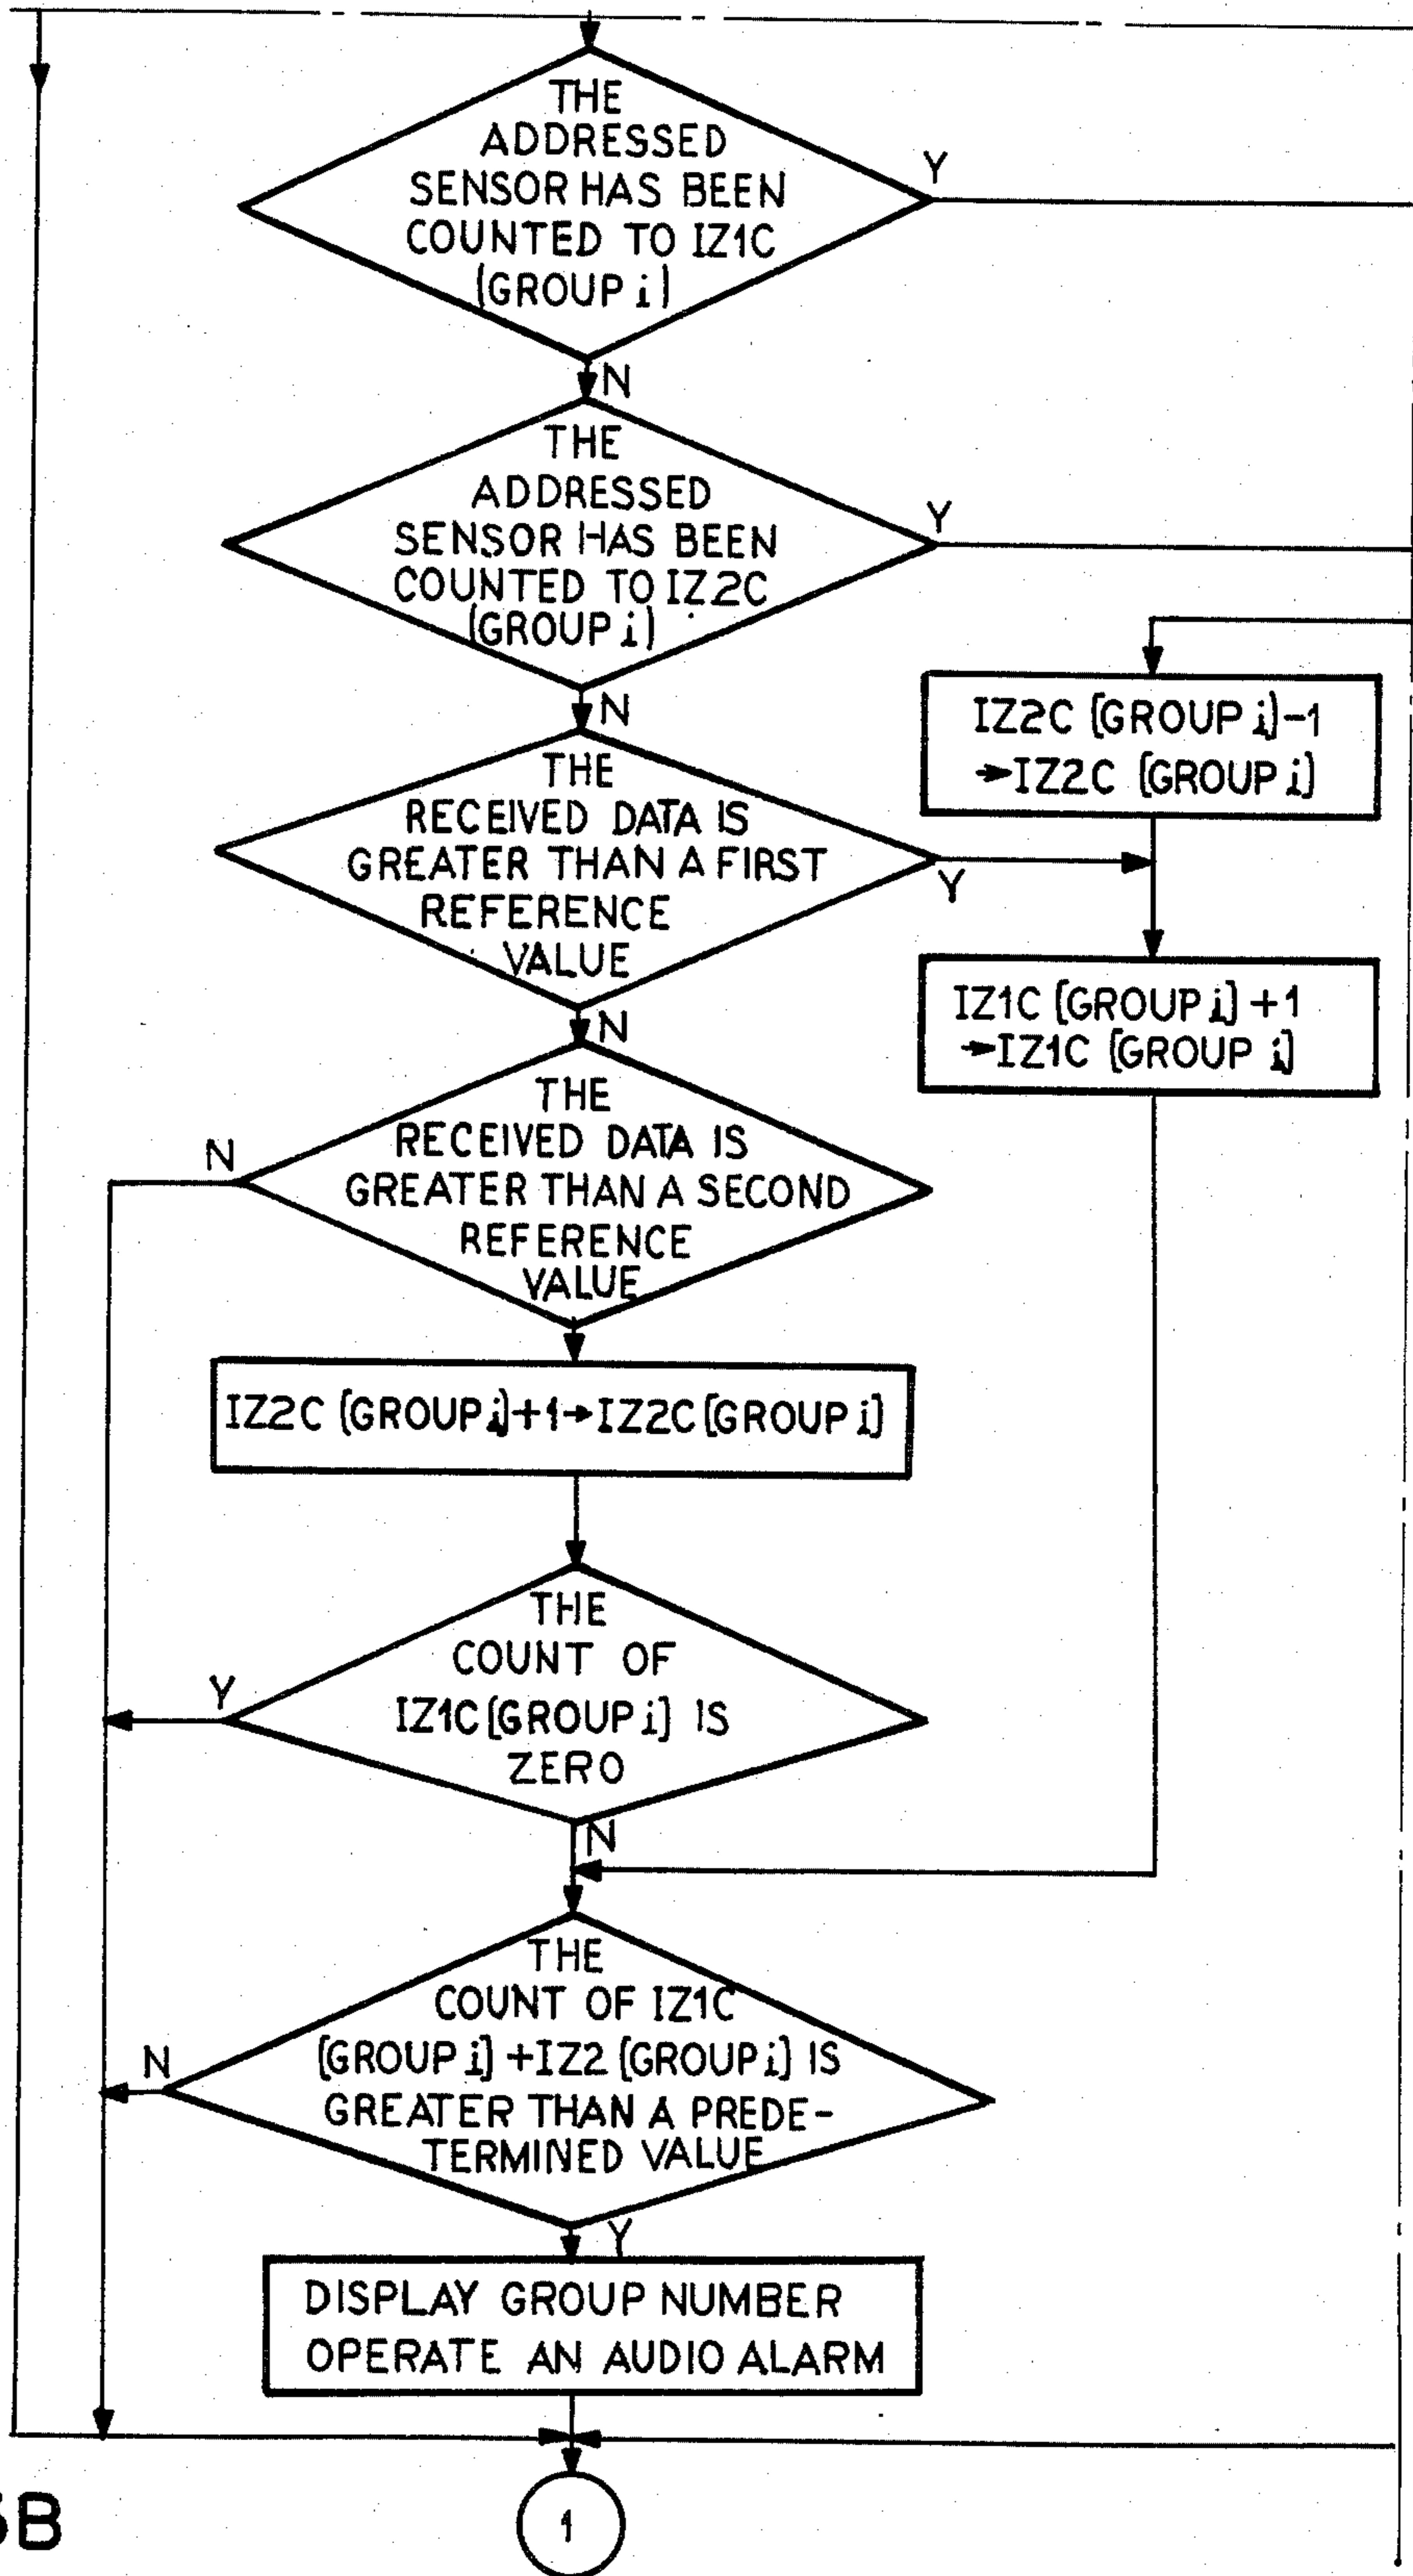 THE
ADDRESSED
SENSOR HAS BEEN
COUNTED TO IZ1C
(GROUP i)
Y
N
THE
ADDRESSED
SENSOR HAS BEEN
COUNTED TO IZ2C
(GROUP i)
Y
N
IZ2C (GROUP i)-1
→IZ2C (GROUP i)
THE
RECEIVED DATA IS
GREATER THAN A FIRST
REFERENCE
VALUE
Y
N
IZ1C (GROUP i)+1
→IZ1C (GROUP i)
THE
RECEIVED DATA IS
GREATER THAN A SECOND
REFERENCE
VALUE
N
IZ2C (GROUP i)+1→IZ2C (GROUP i)
THE
COUNT OF
IZ1C (GROUP i) IS
ZERO
Y
N
THE
COUNT OF IZ1C
(GROUP i)+IZ2 (GROUP i) IS
GREATER THAN A PREDE-
TERMINED VALUE
N
Y
DISPLAY GROUP NUMBER
OPERATE AN AUDIO ALARM
1
B